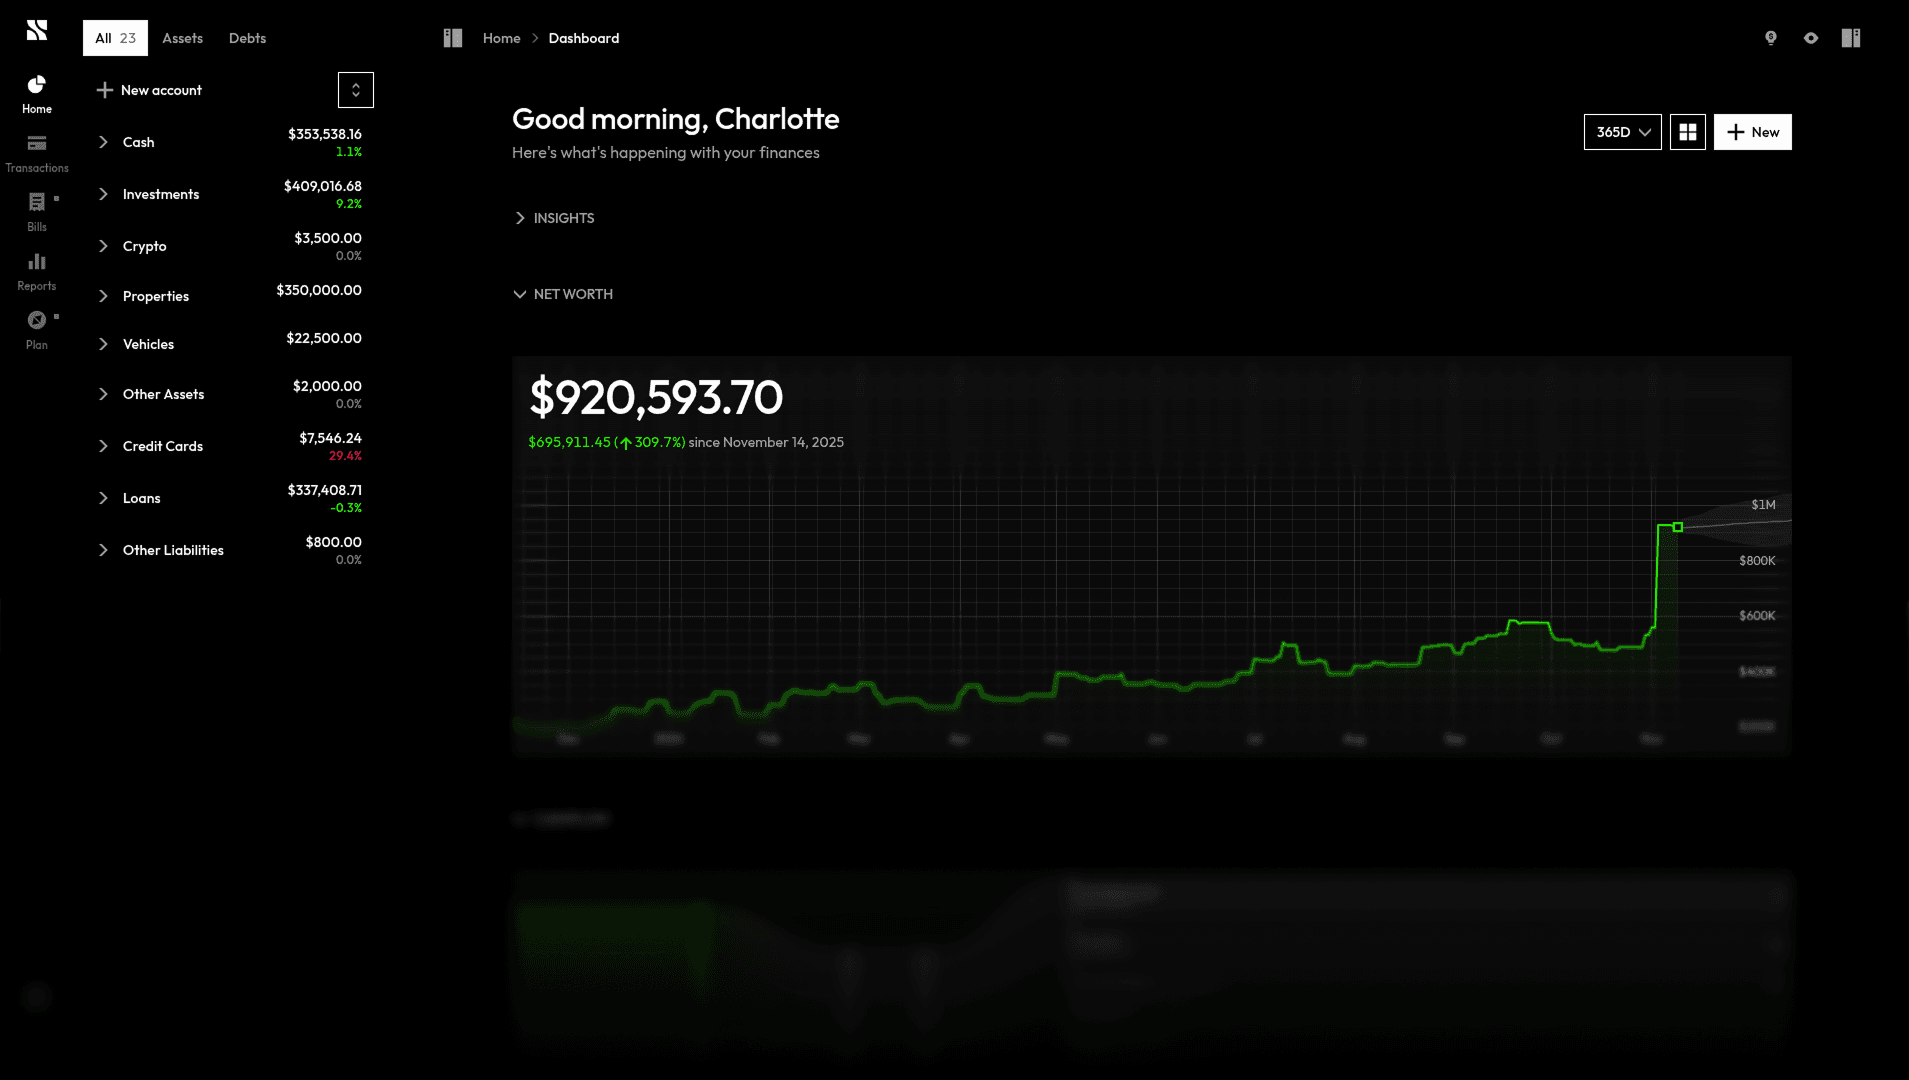 All 23
Assets
Debts
Home
Dashboard
Home
Transactions
Bills
Reports
Plan
New account
Cash
$353,538.16
1.1%
Investments
$409,016.68
9.2%
Crypto
$3,500.00
0.0%
Properties
$350,000.00
Vehicles
$22,500.00
Other Assets
$2,000.00
0.0%
Credit Cards
$7,546.24
29.4%
Loans
$337,408.71
-0.3%
Other Liabilities
$800.00
0.0%
Good morning, Charlotte
Here's what's happening with your finances
365D
New
INSIGHTS
NET WORTH
$920,593.70
$695,911.45 (↑309.7%) since November 14, 2025
$1M
$800K
$600K
$400K